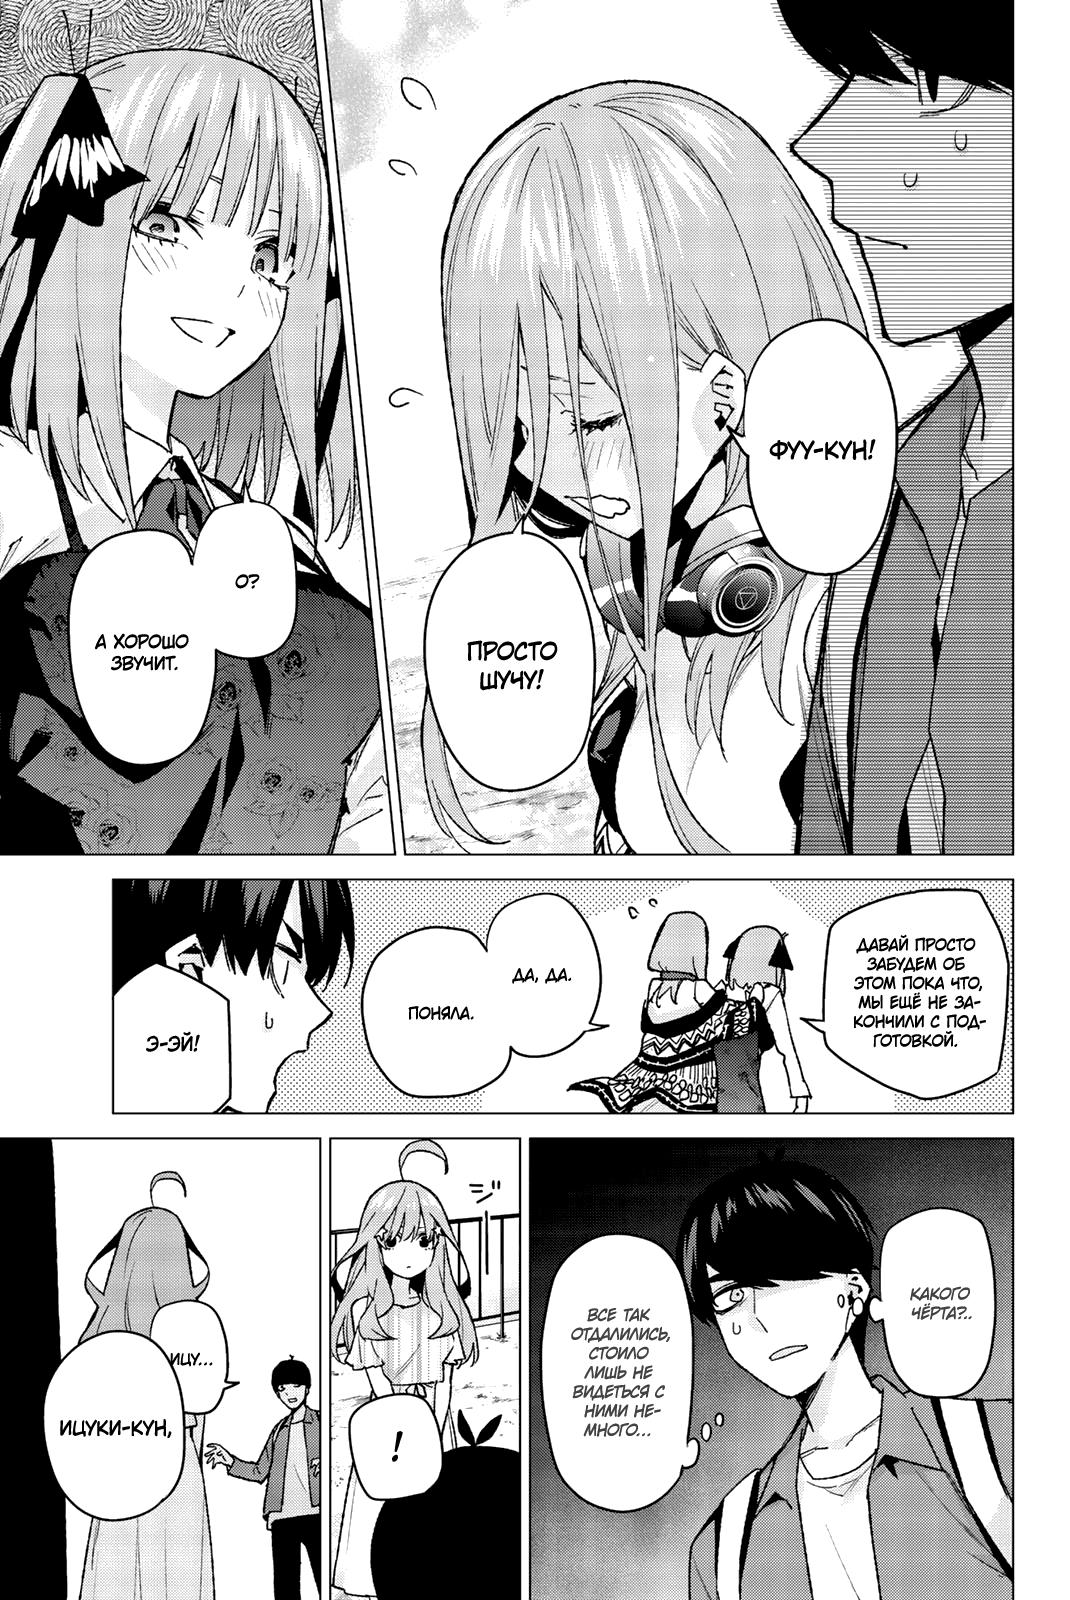 ФУУ-КУН!
ПРОСТО
ШУЧУ!
О?
А ХОРОШО
ЗВУЧИТ.
ДАВАЙ ПРОСТО
ЗАБУДЕМ ОБ
ЭТОМ ПОКА ЧТО,
МЫ ЕЩЁ НЕ ЗА-
КОНЧИЛИ С ПОД-
ГОТОВКОЙ.
ДА, ДА.
ПОНЯЛА.
Э-ЭЙ!
КАКОГО
ЧЁРТА?..
ВСЕ ТАК
ОТДАЛИЛИСЬ,
СТОИЛО
ЛИШЬ НЕ
ВИДЕТЬСЯ С
НИМИ НЕ-
МНОГО...
ジ"
!
ИЦУ...
ИЦУКИ-КУН,